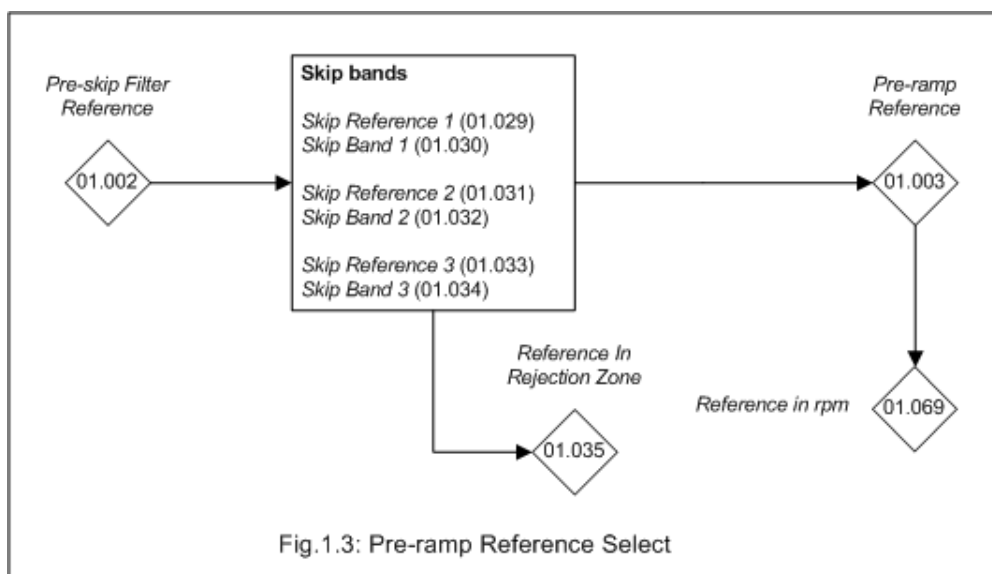 Pre-skip Filter
Reference
01.002
Skip bands
Skip Reference 1 (01.029)
Skip Band 1 (01.030)
Skip Reference 2 (01.031)
Skip Band 2 (01.032)
Skip Reference 3 (01.033)
Skip Band 3 (01.034)
Pre-ramp
Reference
01.003
Reference In
Rejection Zone
01.035
Reference in rpm
01.069
Fig.1.3: Pre-ramp Reference Select